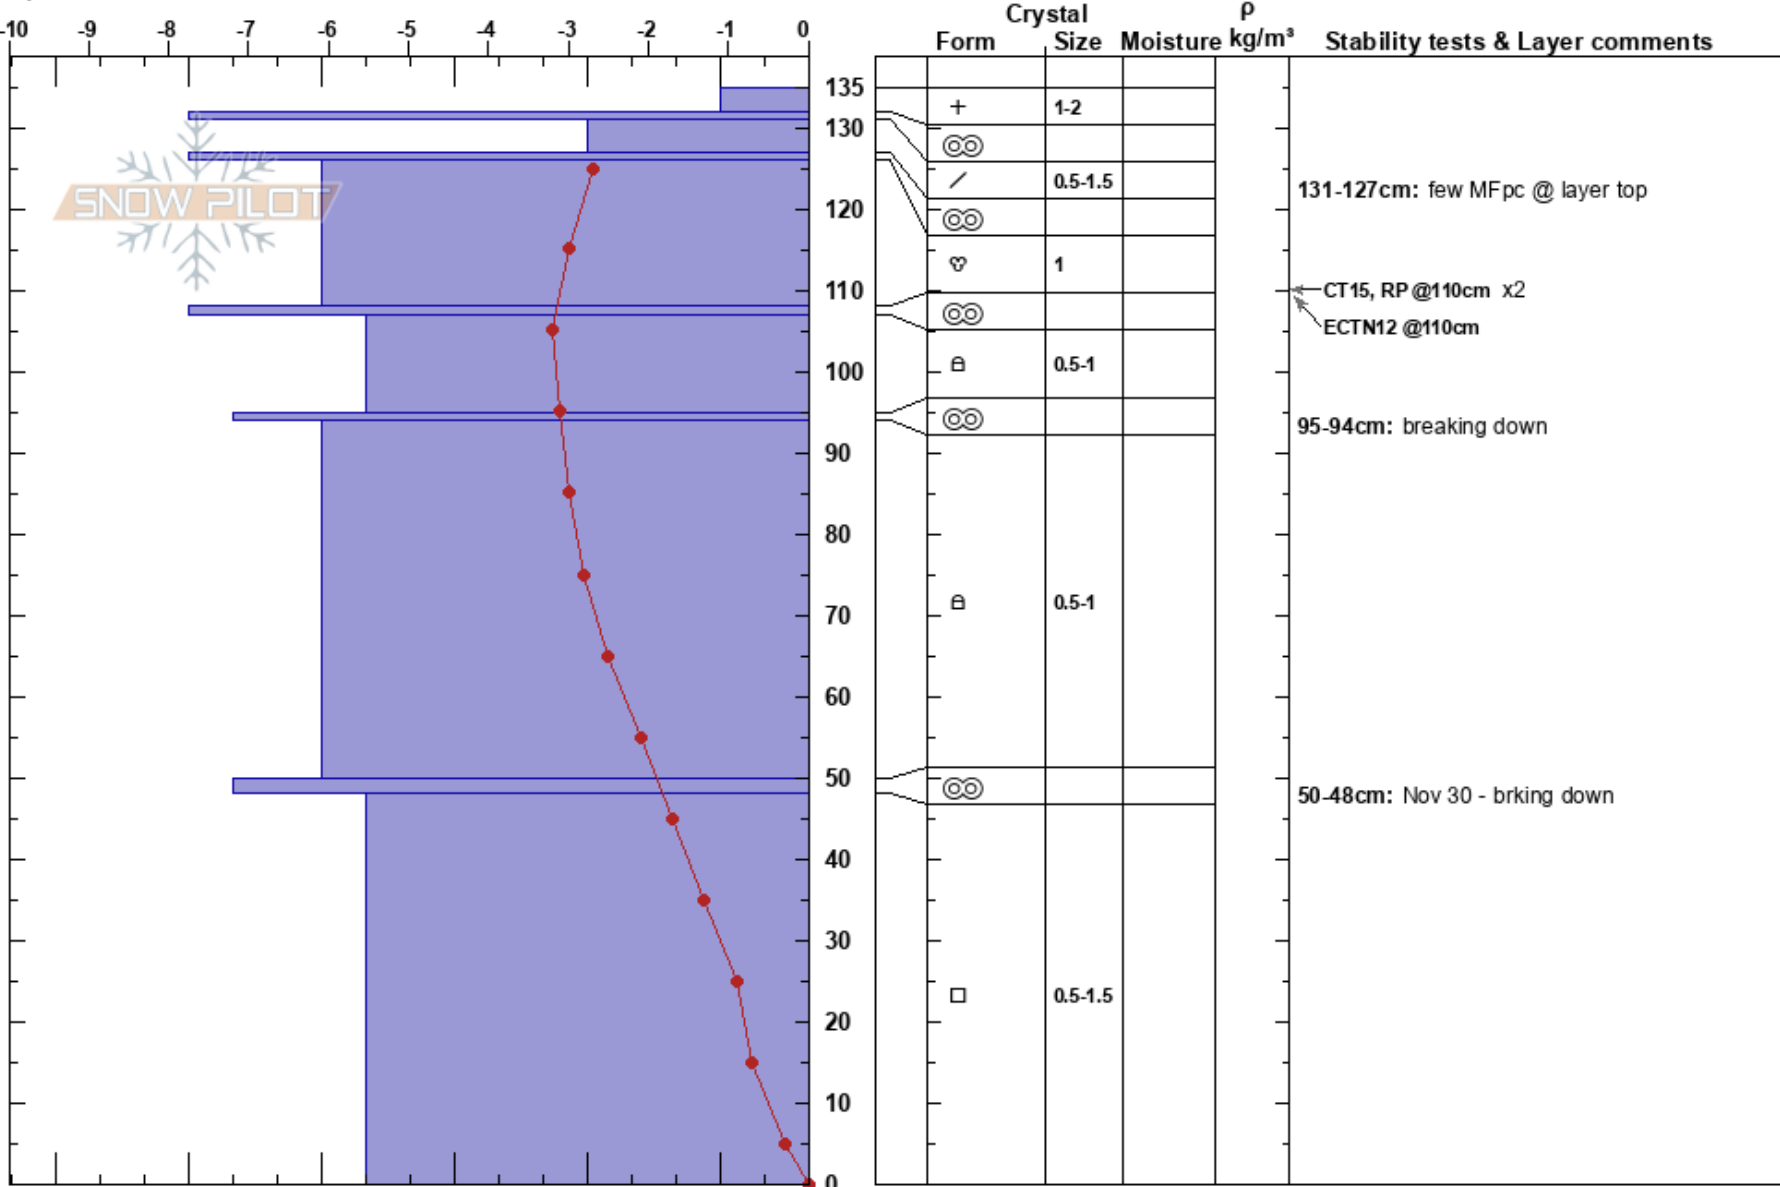 Crystal ρ
-10 -9 -8 -7 -6 -5 -4 -3 -2 -1 0 Form Size Moisture kg/m³ Stability tests & Layer comments
135
+ 1-2
130
SNOW PILOT
0.5-1.5
131-127cm: few MFpc @ layer top
120
1
110
CT15, RP @110cm x2
ECTN12 @110cm
100
0.5-1
95-94cm: breaking down
90
80
0.5-1
70
60
50
50-48cm: Nov 30 - brking down
40
30
0.5-1.5
20
10
0